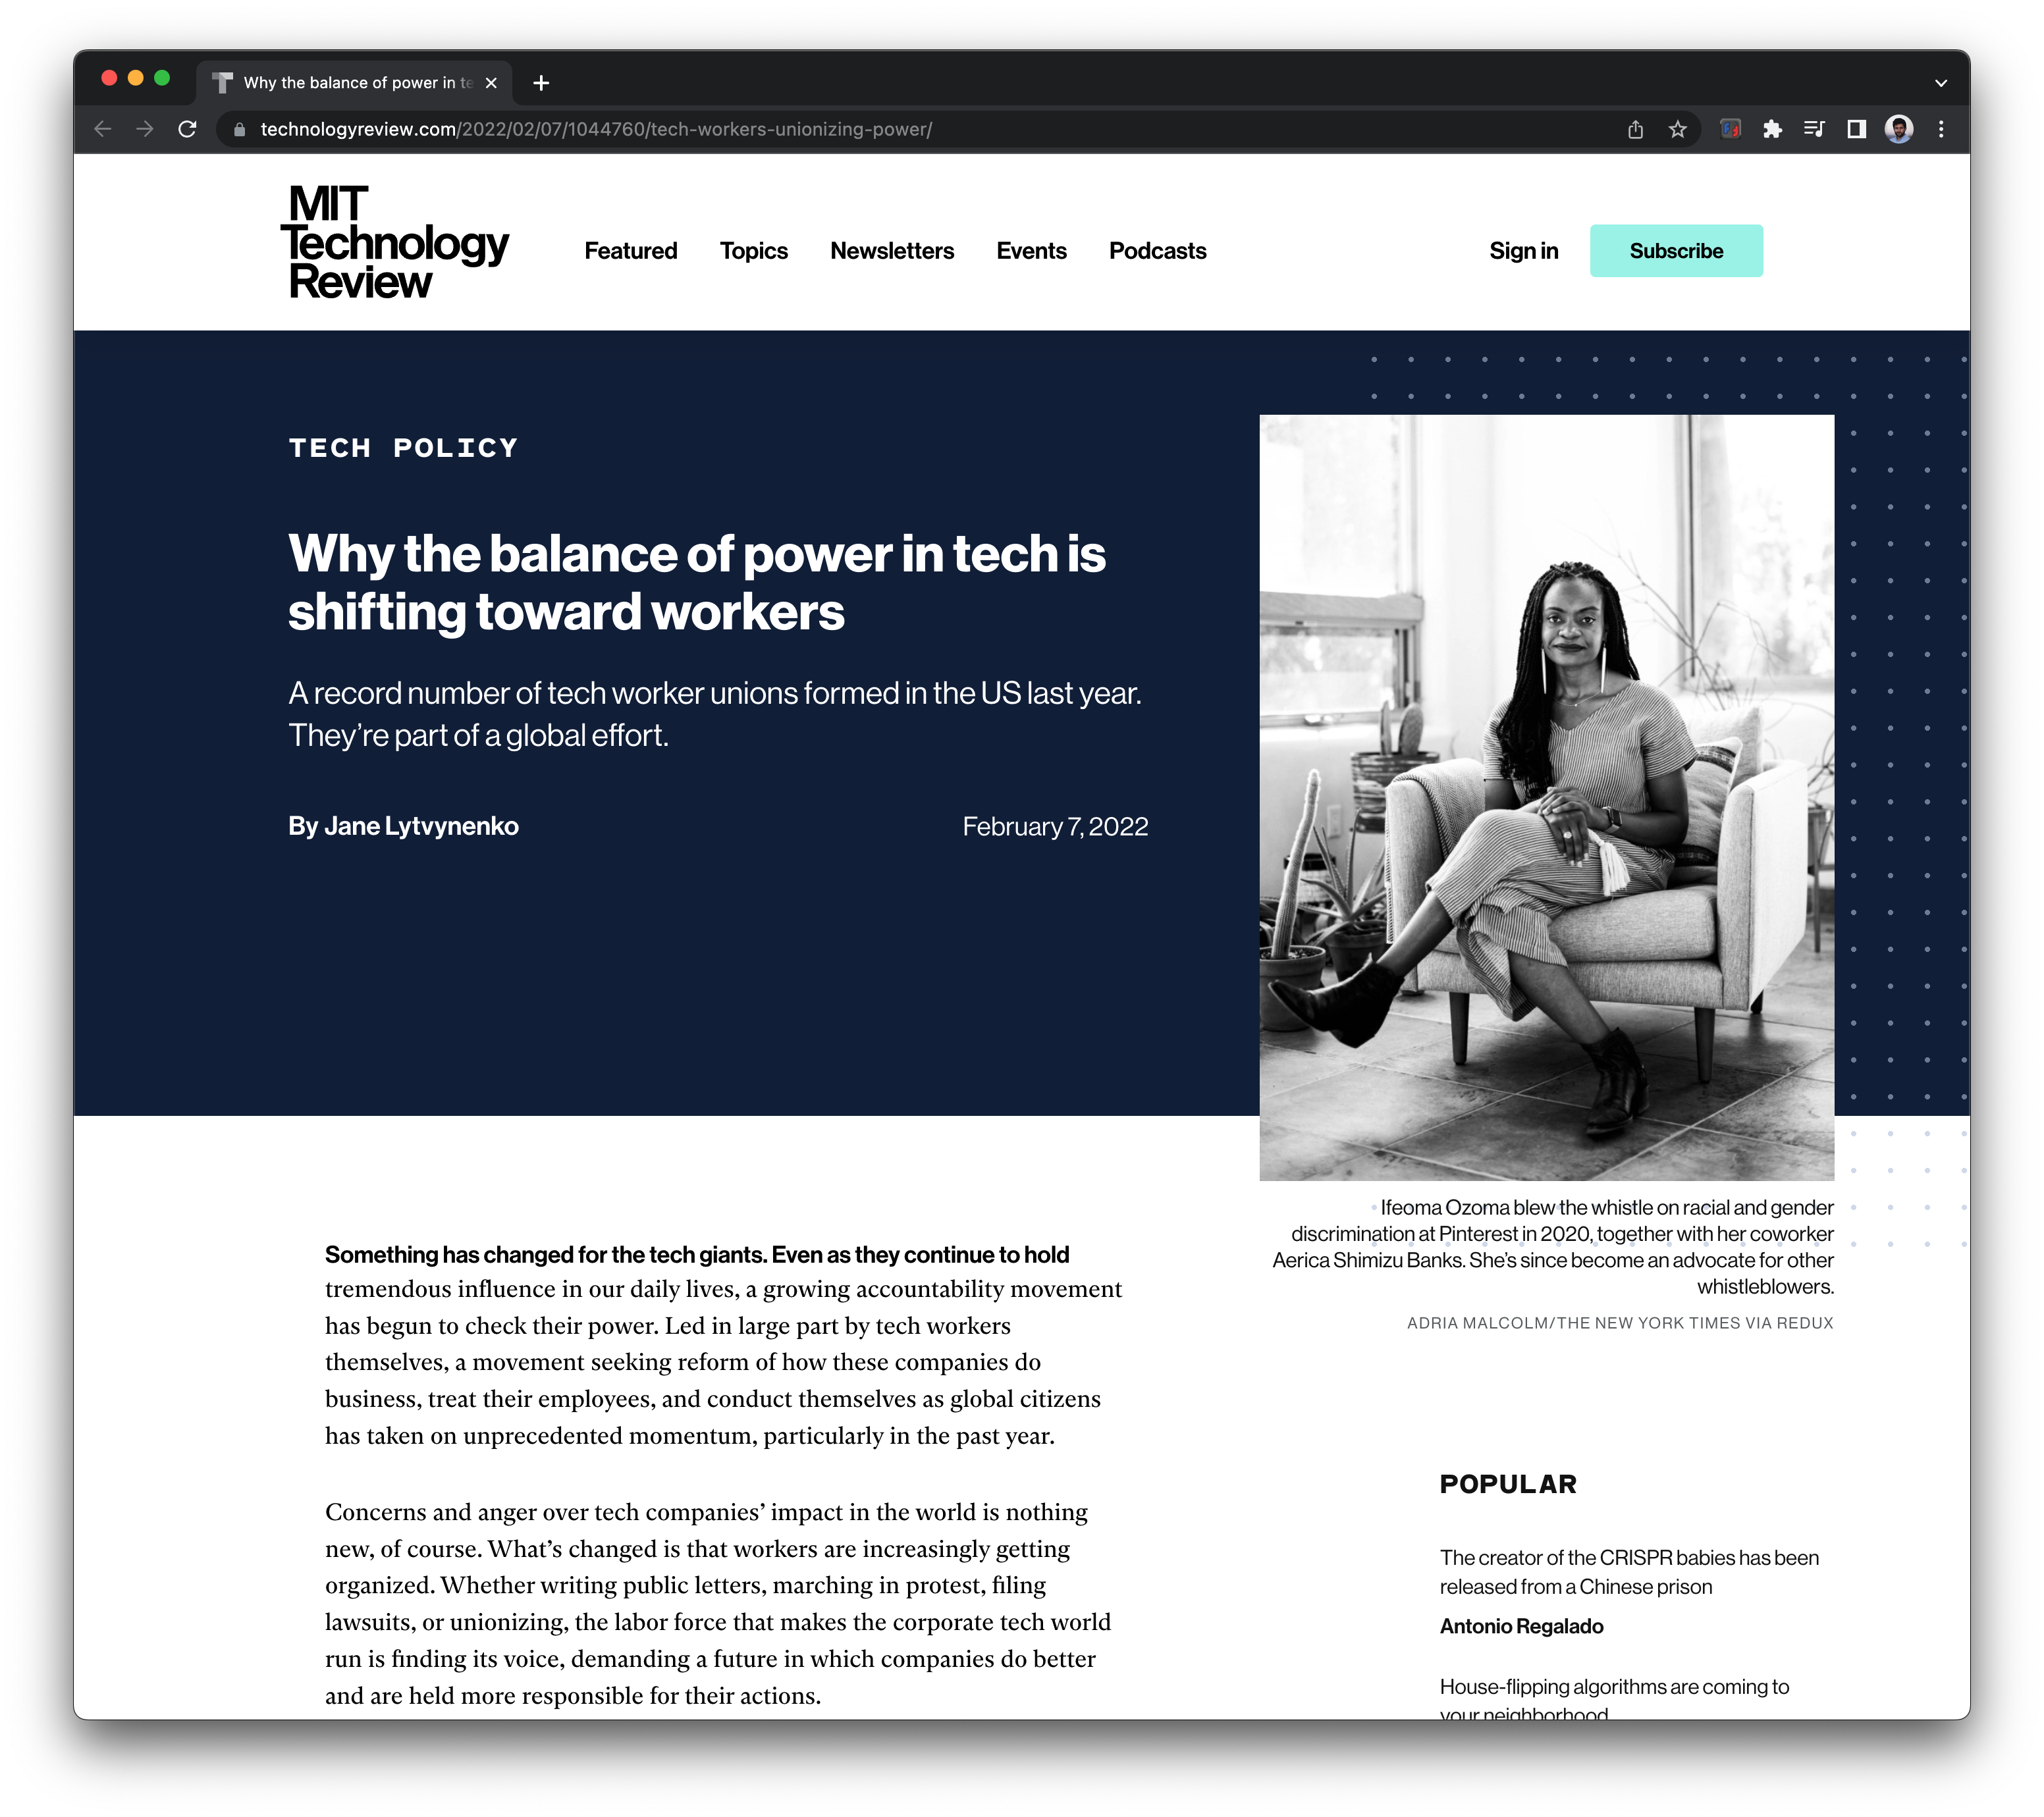 Why the balance of power in te
technologyreview.com/2022/02/07/1044760/tech-workers-unionizing-power/
MIT
Technology
Review
Featured Topics Newsletters Events Podcasts Sign in Subscribe
TECH POLICY
Why the balance of power in tech is
shifting toward workers
A record number of tech worker unions formed in the US last year.
They’re part of a global effort.
By Jane Lytvynenko February 7, 2022
Ifeoma Ozoma blew the whistle on racial and gender
discrimination at Pinterest in 2020, together with her coworker
Aerica Shimizu Banks. She’s since become an advocate for other
whistleblowers.
ADRIA MALCOLM/THE NEW YORK TIMES VIA REDUX
Something has changed for the tech giants. Even as they continue to hold
tremendous influence in our daily lives, a growing accountability movement
has begun to check their power. Led in large part by tech workers
themselves, a movement seeking reform of how these companies do
business, treat their employees, and conduct themselves as global citizens
has taken on unprecedented momentum, particularly in the past year.
Concerns and anger over tech companies’ impact in the world is nothing
new, of course. What’s changed is that workers are increasingly getting
organized. Whether writing public letters, marching in protest, filing
lawsuits, or unionizing, the labor force that makes the corporate tech world
run is finding its voice, demanding a future in which companies do better
and are held more responsible for their actions.
POPULAR
The creator of the CRISPR babies has been
released from a Chinese prison
Antonio Regalado
House-flipping algorithms are coming to
your neighborhood